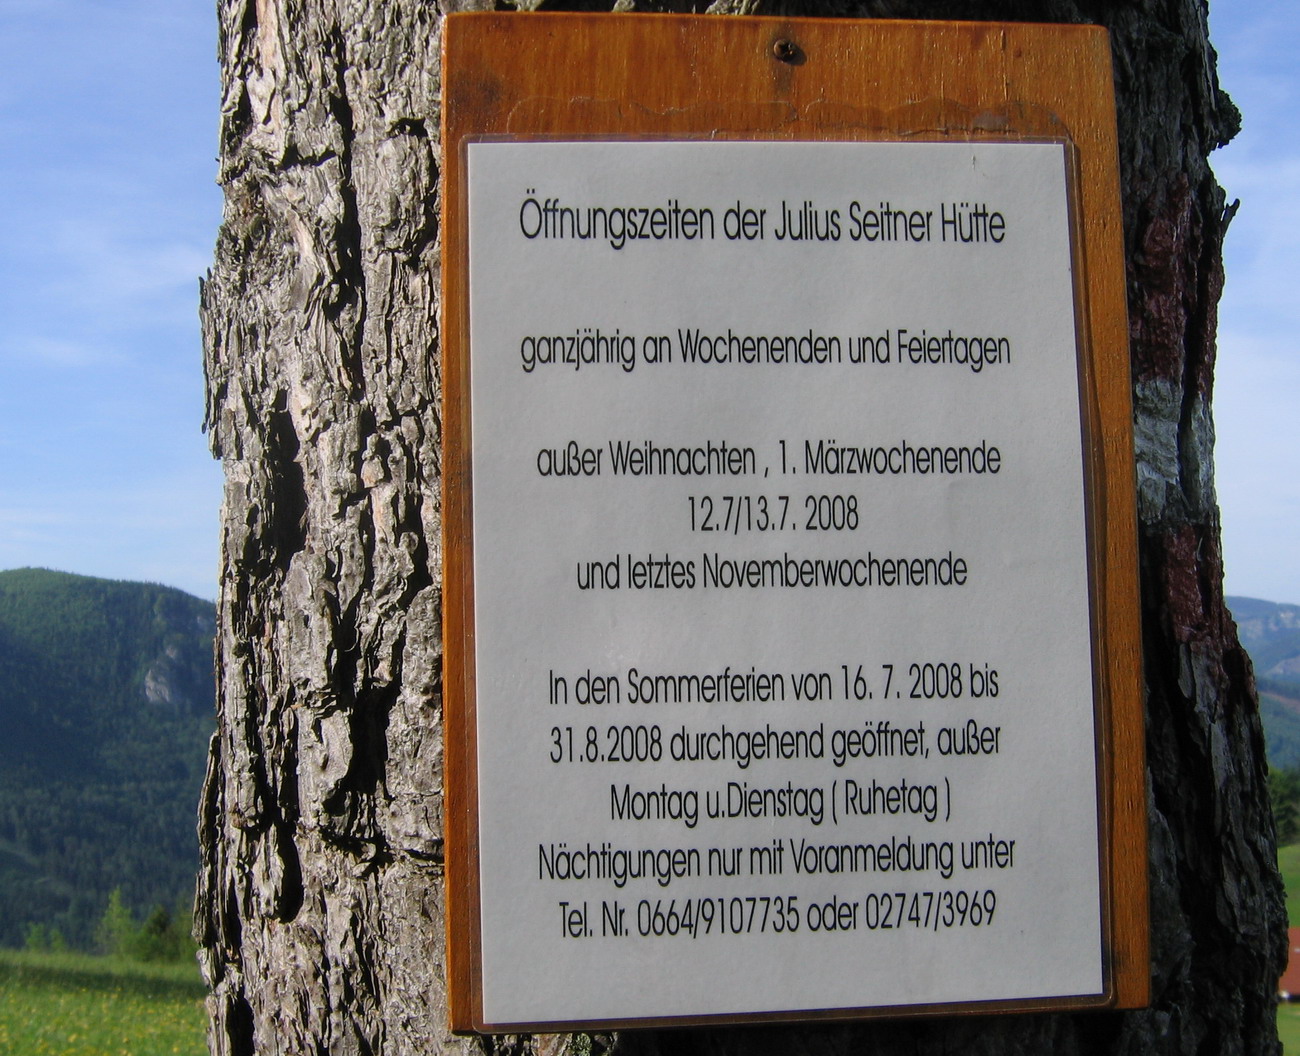 Öffnungszeiten der Julius Seitner Hütte
ganzjährig an Wochenenden und Feiertagen
außer Weihnachten , 1. Märzwochenende
12.7/13.7. 2008
und letztes Novemberwochenende
In den Sommerferien von 16. 7. 2008 bis
31.8.2008 durchgehend geöffnet, außer
Montag u.Dienstag ( Ruhetag )
Nächtigungen nur mit Voranmeldung unter
Tel. Nr. 0664/9107735 oder 02747/3969